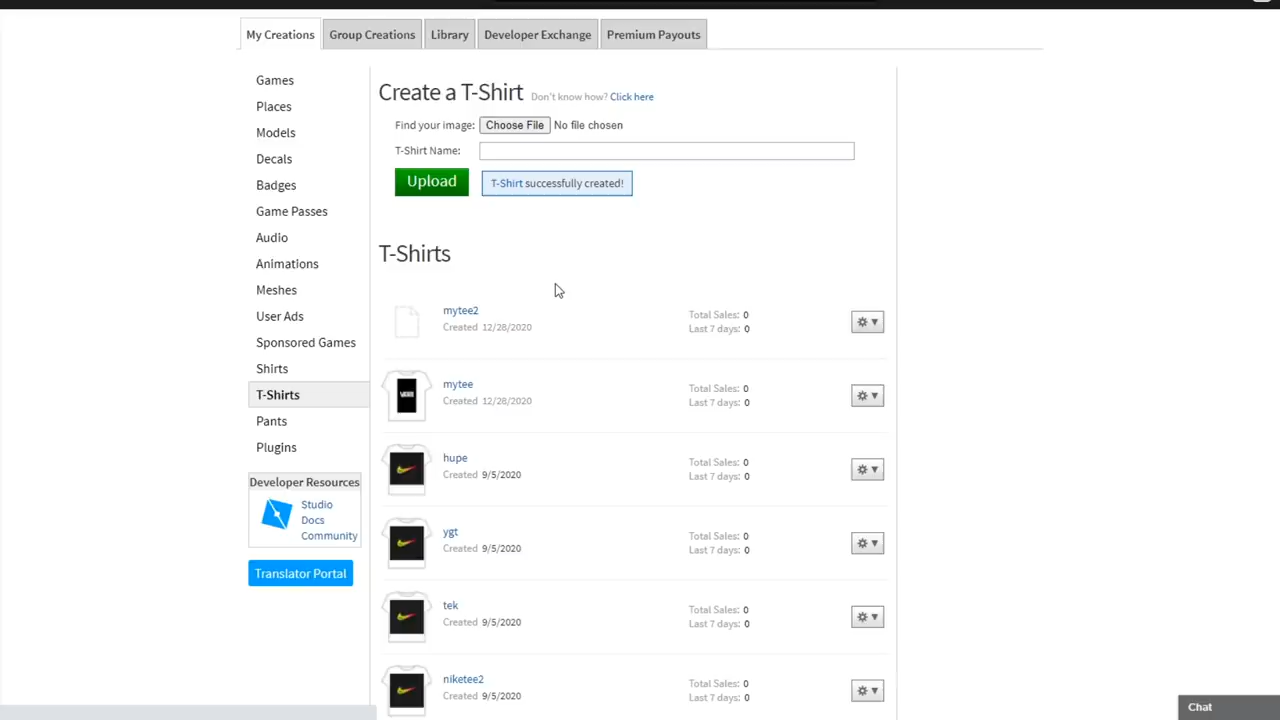 My Creations
Group Creations
Library
Developer Exchange
Premium Payouts
Games
Places
Models
Decals
Badges
Game Passes
Audio
Animations
Meshes
User Ads
Sponsored Games
Shirts
T-Shirts
Pants
Plugins
Developer Resources
Studio
Docs
Community
Translator Portal
Create a T-Shirt Don't know how? Click here
Find your image: Choose File No file chosen
T-Shirt Name:
Upload T-Shirt successfully created!
T-Shirts
mytee2
Created 12/28/2020
Total Sales: 0
Last 7 days: 0
mytee
Created 12/28/2020
Total Sales: 0
Last 7 days: 0
hupe
Created 9/5/2020
Total Sales: 0
Last 7 days: 0
ygt
Created 9/5/2020
Total Sales: 0
Last 7 days: 0
tek
Created 9/5/2020
Total Sales: 0
Last 7 days: 0
niketee2
Created 9/5/2020
Total Sales: 0
Last 7 days: 0
Chat